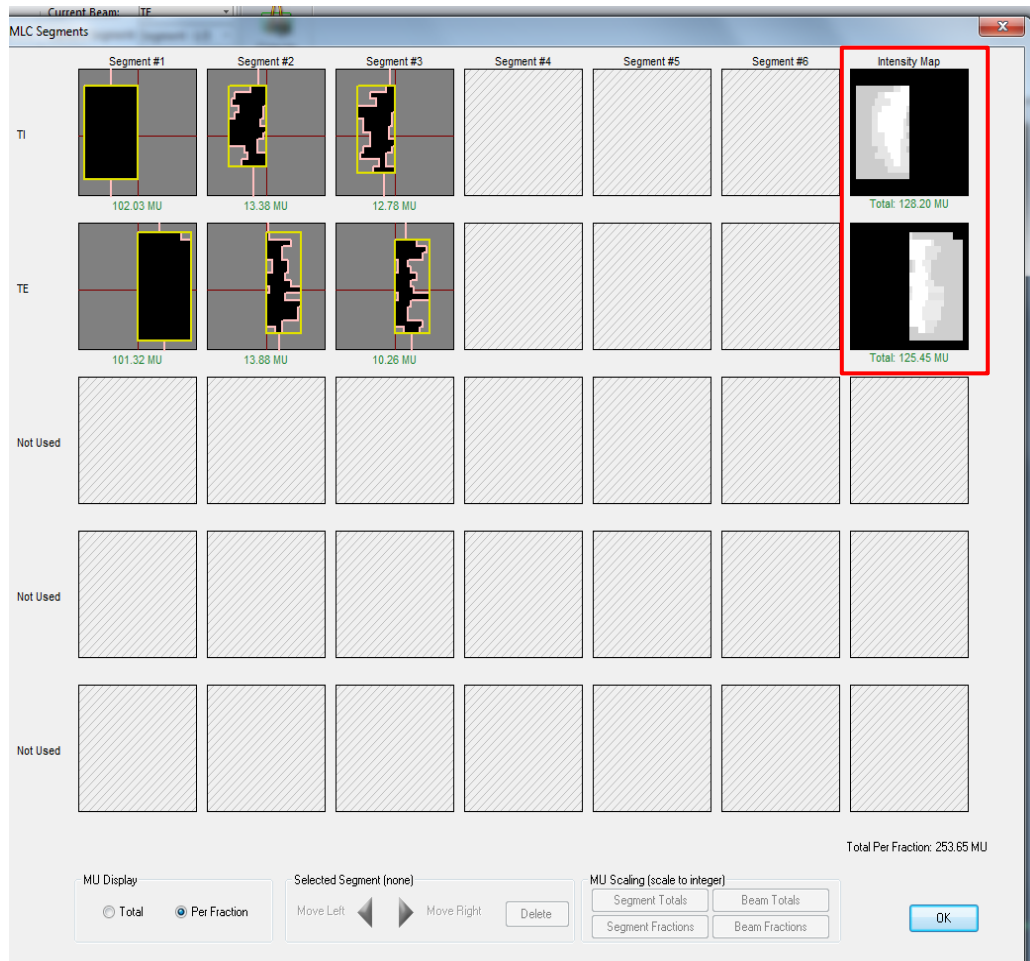 Current Beam: TE
MLC Segments
Segment #1 Segment #2 Segment #3 Segment #4 Segment #5 Segment #6 Intensity Map
TI
102.03 MU 13.38 MU 12.78 MU Total: 128.20 MU
TE
101.32 MU 13.88 MU 10.26 MU Total: 125.45 MU
Not Used
Not Used
Not Used
Total Per Fraction: 253.65 MU
MU Display Selected Segment (none) MU Scaling (scale to integer)
Total Per Fraction Move Left Move Right Delete Segment Totals Beam Totals OK
Segment Fractions Beam Fractions